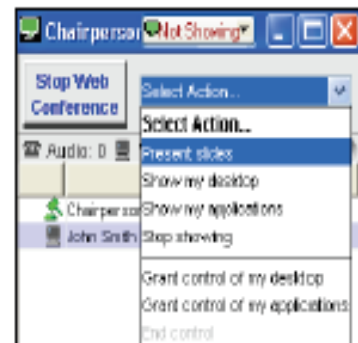 Chairperson Not Showing
Stop Web
Conference
Select Action...
Select Action...
Audio: 0
Present slides
Show my desktop
Chairperson
Show my applications
John Smith
Stop showing
Grant control of my desktop
Grant control of my applications
End control